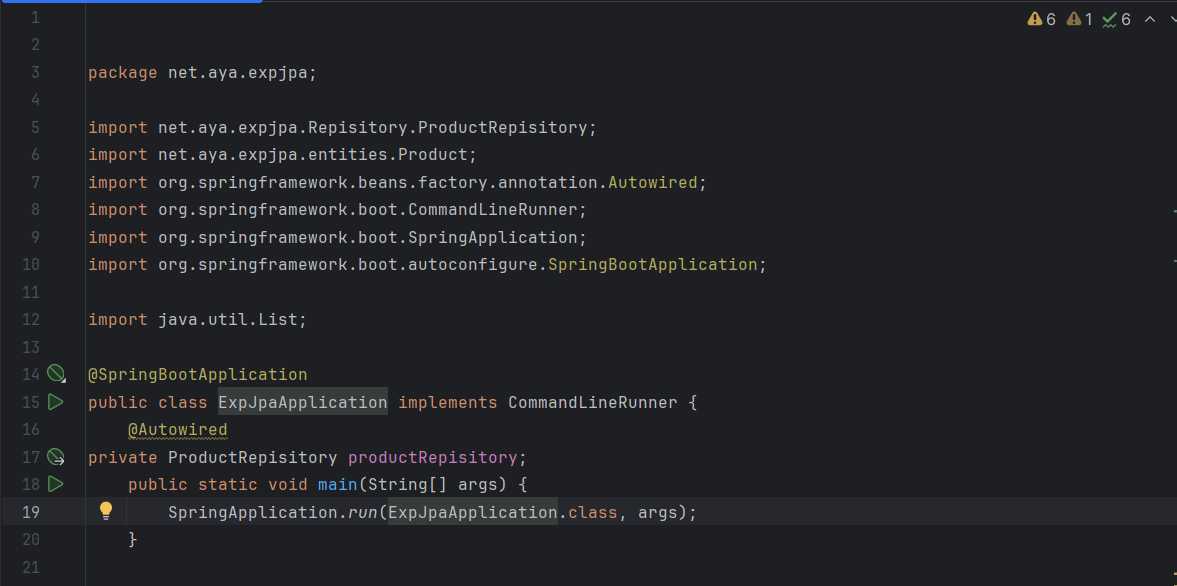 6 1 6
1
2
3 package net.aya.expjpa;
4
5 import net.aya.expjpa.Repisitory.ProductRepisitory;
6 import net.aya.expjpa.entities.Product;
7 import org.springframework.beans.factory.annotation.Autowired;
8 import org.springframework.boot.CommandLineRunner;
9 import org.springframework.boot.SpringApplication;
10 import org.springframework.boot.autoconfigure.SpringBootApplication;
11
12 import java.util.List;
13
14 @SpringBootApplication
15 public class ExpJpaApplication implements CommandLineRunner {
16 @Autowired
17 private ProductRepisitory productRepisitory;
18 public static void main(String[] args) {
19 SpringApplication.run(ExpJpaApplication.class, args);
20 }
21